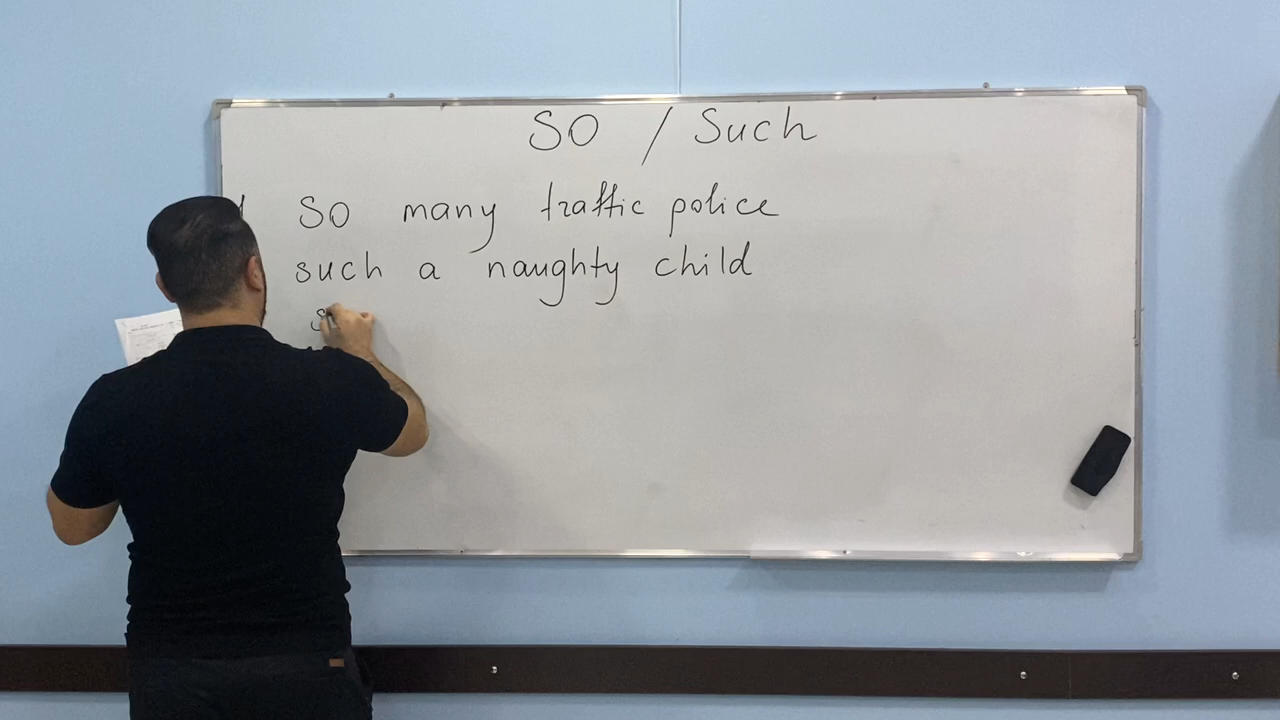 SO / Such
So many traffic police
such a naughty child
s